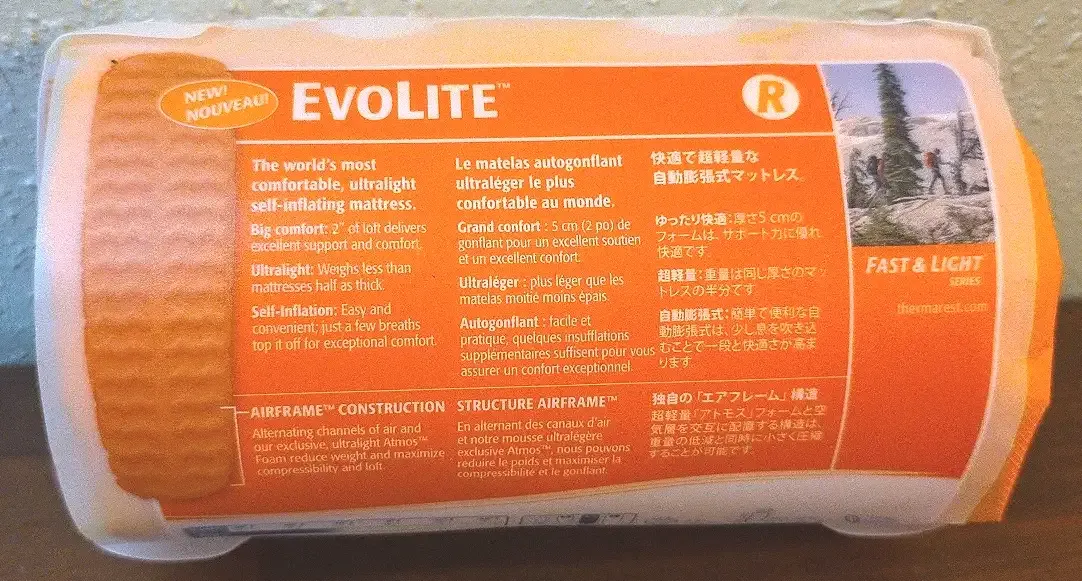 NEW!
NOUVEAU!
EVOLITE™
R
The world's most
comfortable, ultralight
self-inflating mattress.
Big comfort: 2" of loft delivers
excellent support and comfort.
Ultralight: Weighs less than
mattresses half as thick.
Self-Inflation: Easy and
convenient; just a few breaths
top it off for exceptional comfort.
Le matelas autogonflant
ultraléger le plus
confortable au monde.
Grand confort : 5 cm (2 po) de
gonflant pour un excellent soutien
et un excellent confort.
Ultraléger : plus léger que les
matelas moitié moins épais.
Autogonflant : facile et
pratique, quelques insufflations
supplémentaires suffisent pour vous
assurer un confort exceptionnel.
快適で超軽量な
自動膨張式マットレス。
ゆったり快適：厚さ5 cmの
フォームは、サポート力に優れ
快適です
超軽量：重量は同じ厚さのマッ
トレスの半分です
自動膨張式：簡単で便利な自
動膨張式は、少し息を吹き込
むことで一段と快適さが高ま
ります
FAST & LIGHT
SERIES
thermarest.com
AIRFRAME™ CONSTRUCTION
Alternating channels of air and
our exclusive, ultralight Atmos™
Foam reduce weight and maximize
compressibility and loft.
STRUCTURE AIRFRAME™
En alternant des canaux d'air
et notre mousse ultralégère
exclusive Atmos™, nous pouvons
reduire le poids et maximiser la
compressibilité et le gonflant.
独自の「エアフレーム」構造
超軽量「アトモス」フォームと空
気層を交互に配置する構造は、
重量の低減と同時に小さく圧縮
することが可能です。